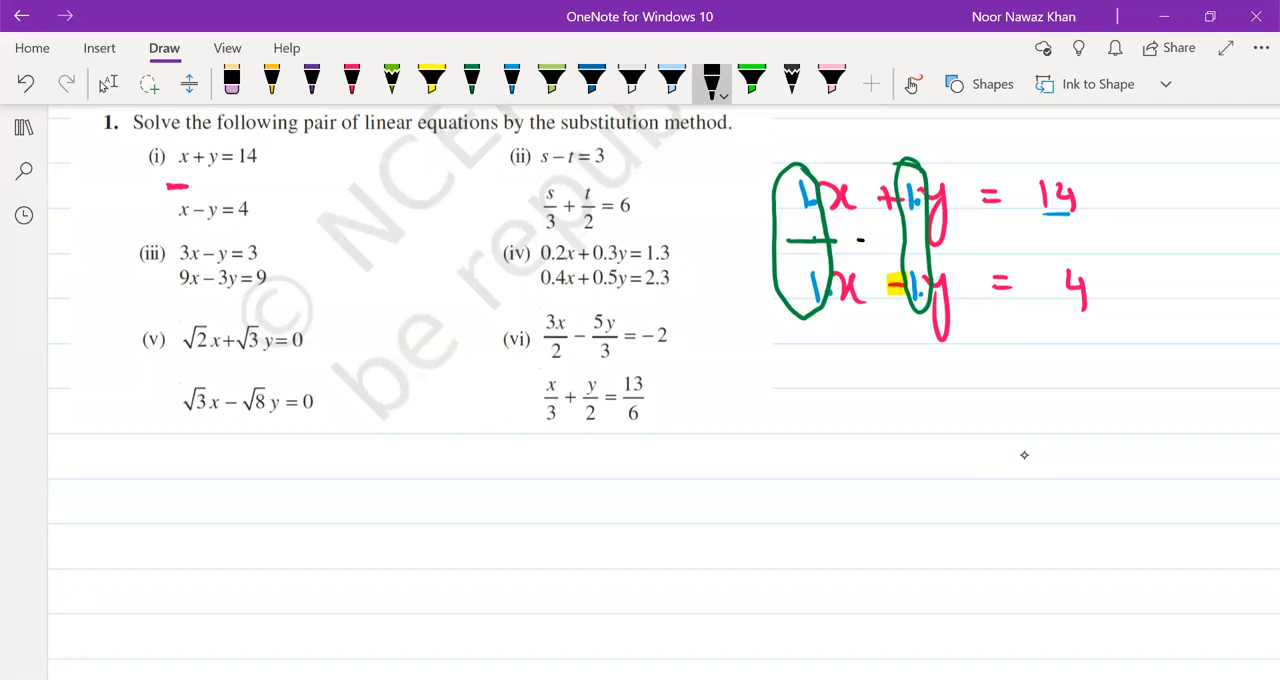 OneNote for Windows 10
Noor Nawaz Khan
Home Insert Draw View Help
Share
Shapes
Ink to Shape
1. Solve the following pair of linear equations by the substitution method.
(i) x + y = 14
x – y = 4
(ii) s – t = 3
s/3 + t/2 = 6
(iii) 3x – y = 3
9x – 3y = 9
(iv) 0.2x + 0.3y = 1.3
0.4x + 0.5y = 2.3
(v) √2 x + √3 y = 0
√3 x – √8 y = 0
(vi) 3x/2 – 5y/3 = –2
x/3 + y/2 = 13/6
1x + 1y = 14
1x – 1y = 4
© NCE
be repub